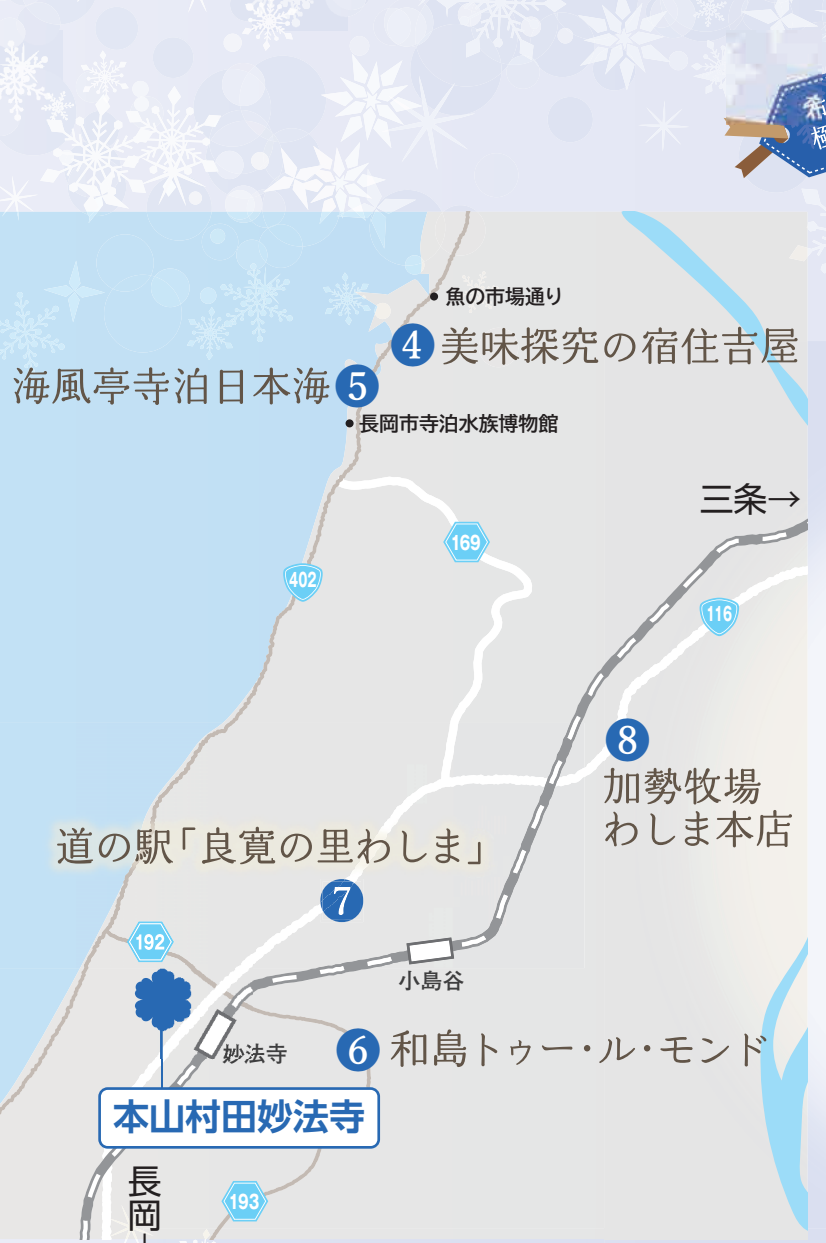 魚の市場通り
4 美味探究の宿住吉屋
海風亭寺泊日本海 5
長岡市寺泊水族博物館
三条→
169
402
116
8
加勢牧場
わしま本店
道の駅「良寛の里わしま」
7
192
小島谷
妙法寺
6 和島トゥー・ル・モンド
本山村田妙法寺
長岡
193